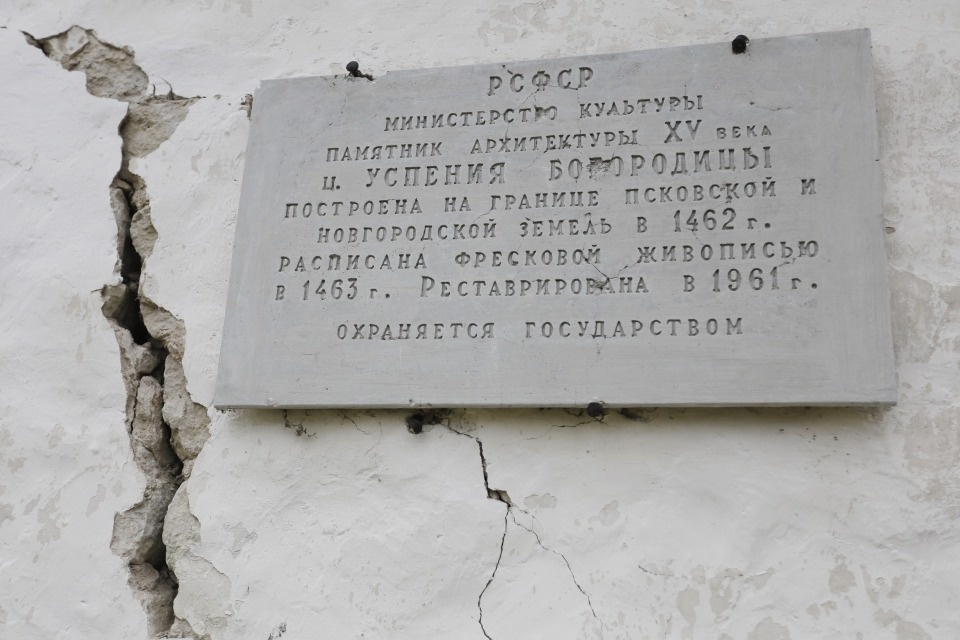 РСФСР
МИНИСТЕРСТВО КУЛЬТУРЫ
ПАМЯТНИК АРХИТЕКТУРЫ XV ВЕКА
Ц. УСПЕНИЯ БОГОРОДИЦЫ
ПОСТРОЕНА НА ГРАНИЦЕ ПСКОВСКОЙ И
НОВГОРОДСКОЙ ЗЕМЕЛЬ В 1462 г.
РАСПИСАНА ФРЕСКОВОЙ ЖИВОПИСЬЮ
В 1463 г. РЕСТАВРИРОВАНА В 1961 г.
ОХРАНЯЕТСЯ ГОСУДАРСТВОМ